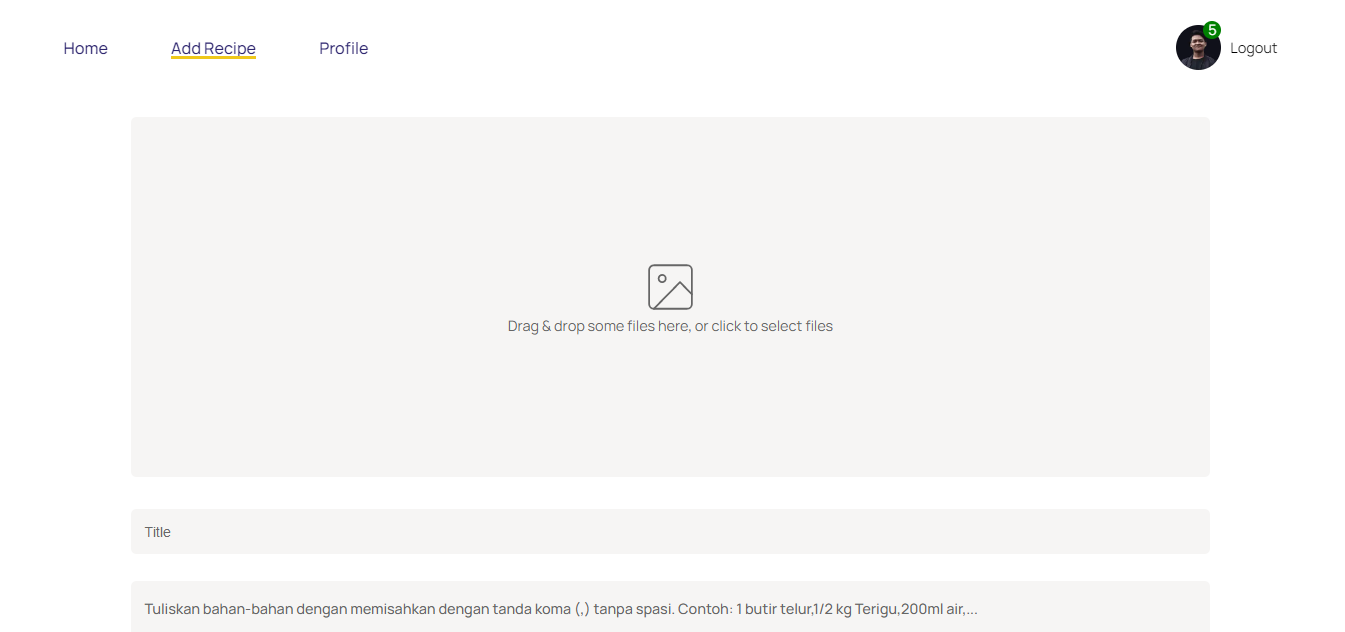 Home Add Recipe Profile 5 Logout
Drag & drop some files here, or click to select files
Title
Tuliskan bahan-bahan dengan memisahkan dengan tanda koma (,) tanpa spasi. Contoh: 1 butir telur,1/2 kg Terigu,200ml air,...